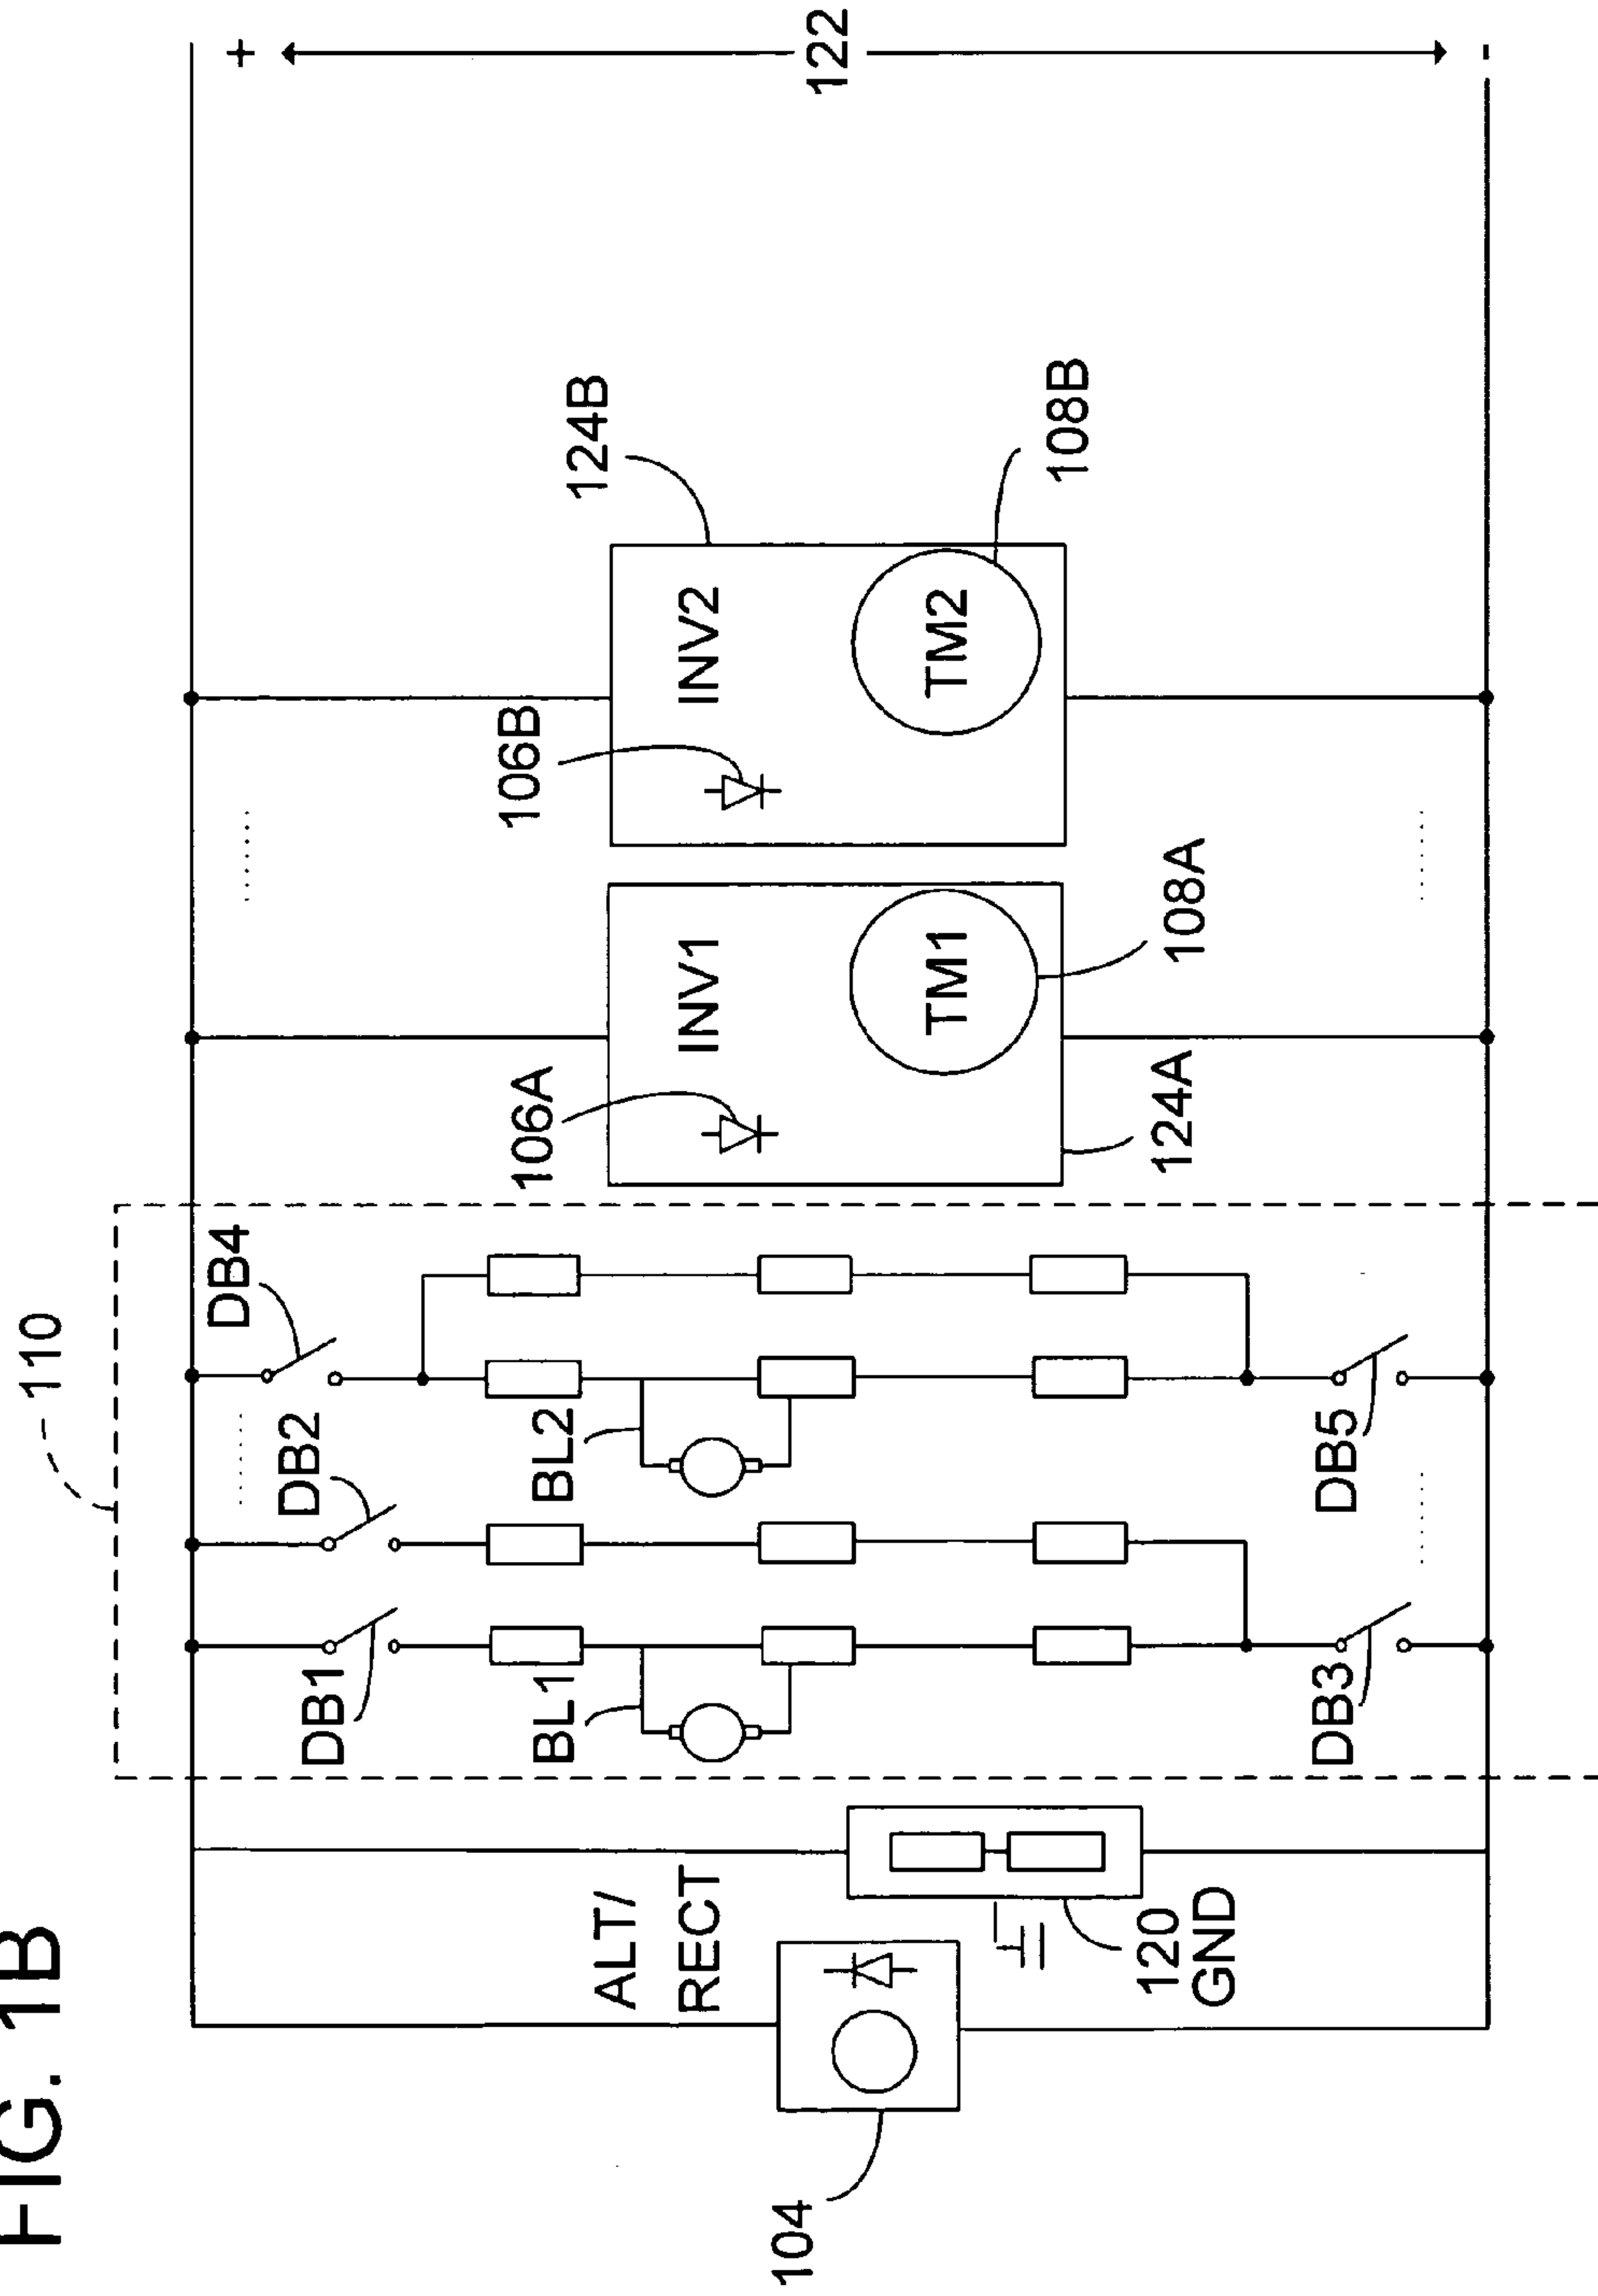 FIG. 1B
110
DB4
DB2
DB1
BL2
BL1
DB5
DB3
ALT/
RECT
120
GND
104
106A
INV1
TM1
108A
124A
106B
INV2
TM2
108B
124B
+
122
-